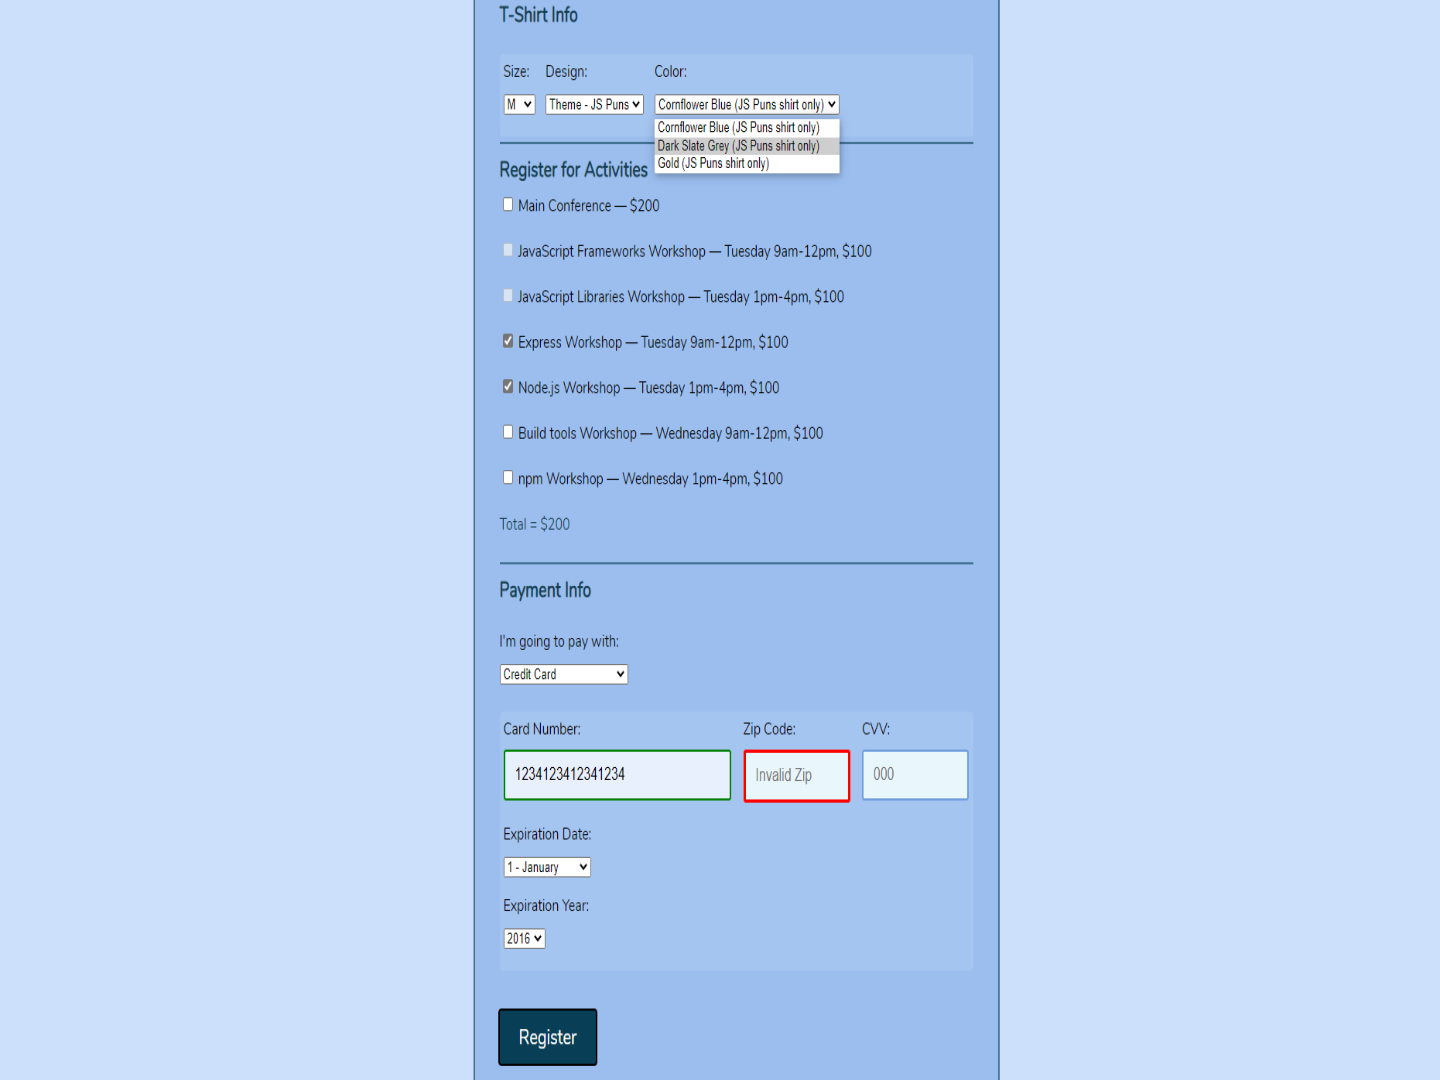 T-Shirt Info
Size: Design: Color:
M Theme - JS Puns Cornflower Blue (JS Puns shirt only)
Cornflower Blue (JS Puns shirt only)
Dark Slate Grey (JS Puns shirt only)
Gold (JS Puns shirt only)
Register for Activities
Main Conference — $200
JavaScript Frameworks Workshop — Tuesday 9am-12pm, $100
JavaScript Libraries Workshop — Tuesday 1pm-4pm, $100
Express Workshop — Tuesday 9am-12pm, $100
Node.js Workshop — Tuesday 1pm-4pm, $100
Build tools Workshop — Wednesday 9am-12pm, $100
npm Workshop — Wednesday 1pm-4pm, $100
Total = $200
Payment Info
I'm going to pay with:
Credit Card
Card Number: Zip Code: CVV:
1234123412341234 Invalid Zip 000
Expiration Date:
1 - January
Expiration Year:
2016
Register